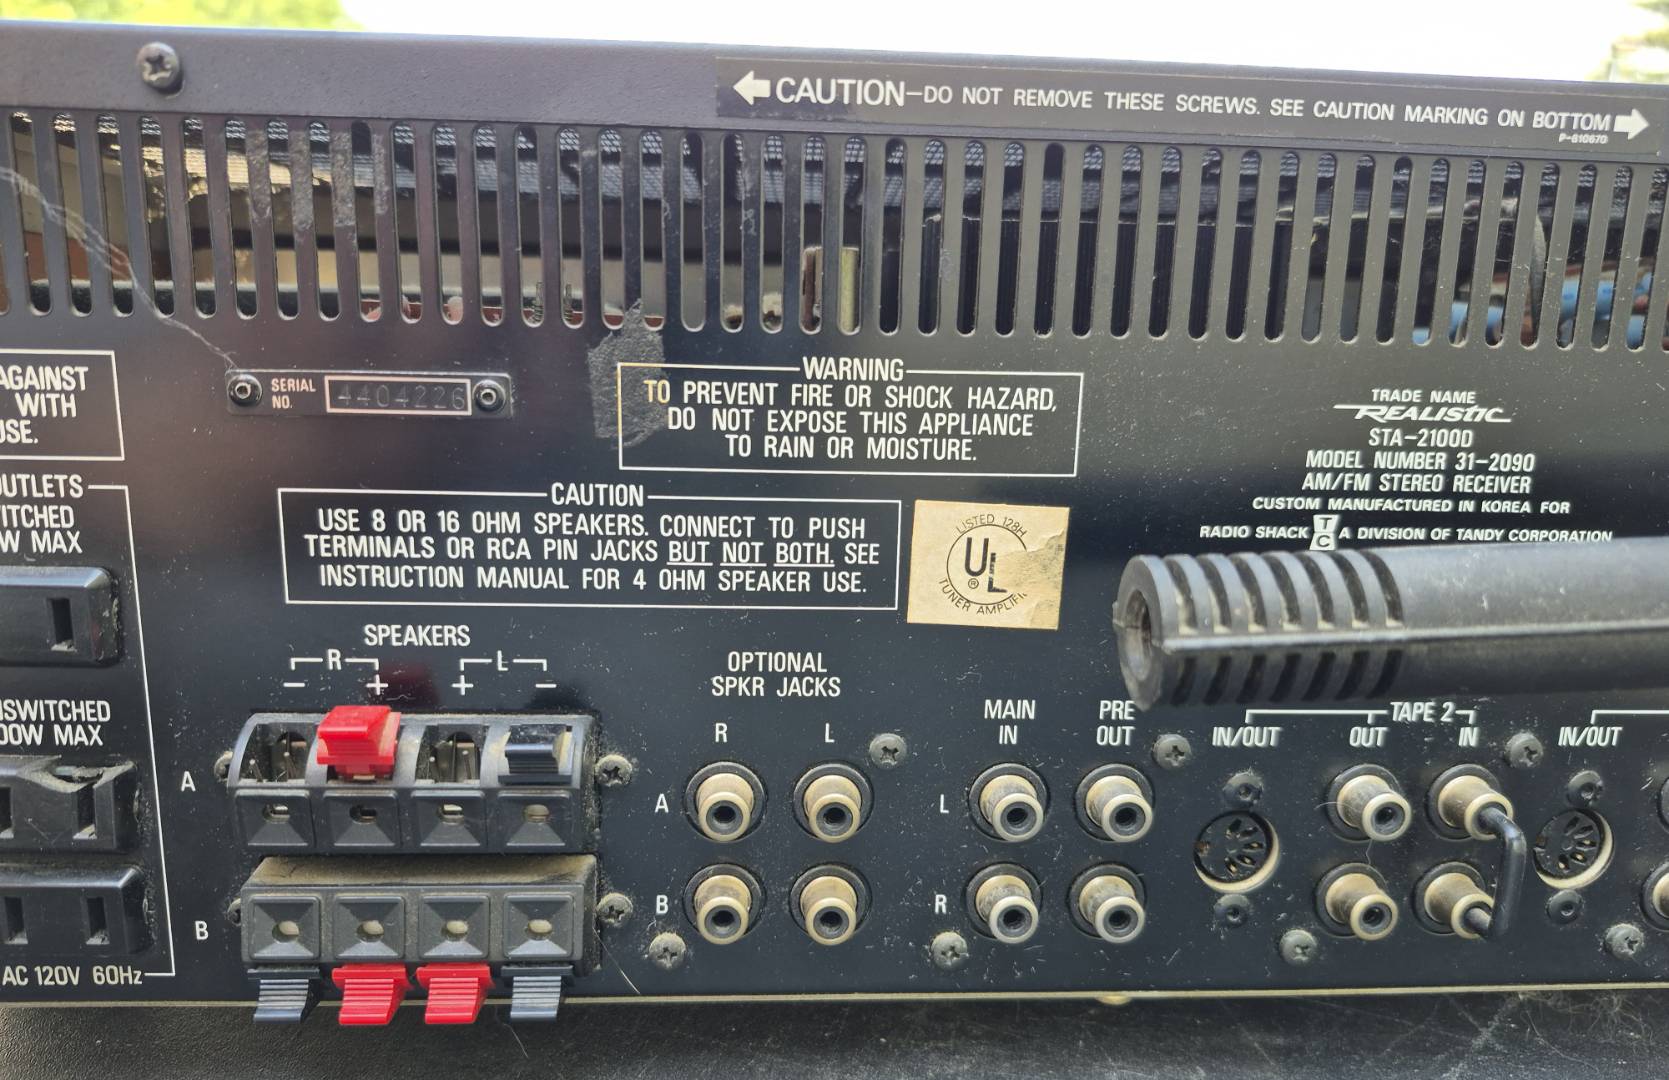 CAUTION—DO NOT REMOVE THESE SCREWS. SEE CAUTION MARKING ON BOTTOM
P-610670
AGAINST
WITH
SE.
SERIAL
NO.
4404226
WARNING
TO PREVENT FIRE OR SHOCK HAZARD,
DO NOT EXPOSE THIS APPLIANCE
TO RAIN OR MOISTURE.
TRADE NAME
REALISTIC
STA-2100D
MODEL NUMBER 31-2090
AM/FM STEREO RECEIVER
CUSTOM MANUFACTURED IN KOREA FOR
RADIO SHACK TC A DIVISION OF TANDY CORPORATION
OUTLETS
ITCHED
W MAX
CAUTION
USE 8 OR 16 OHM SPEAKERS. CONNECT TO PUSH
TERMINALS OR RCA PIN JACKS BUT NOT BOTH. SEE
INSTRUCTION MANUAL FOR 4 OHM SPEAKER USE.
LISTED 128H
UL
®
TUNER AMPLIFI
SPEAKERS
R L
- + + -
OPTIONAL
SPKR JACKS
R L
MAIN
IN
PRE
OUT
TAPE 2
IN/OUT OUT IN IN/OUT
NSWITCHED
00W MAX
A
A
L
B
B
R
AC 120V 60Hz